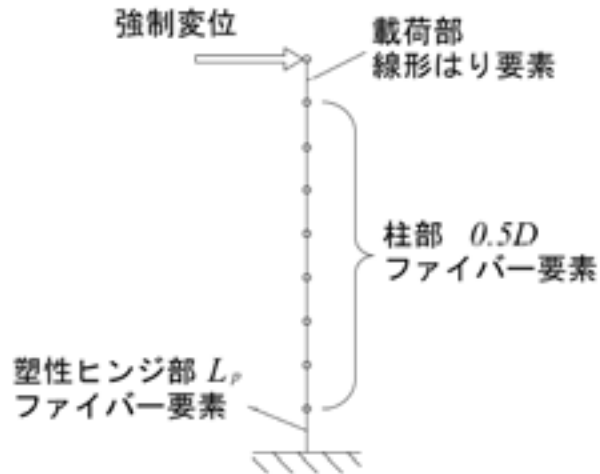 強制変位
載荷部
線形はり要素
柱部 0.5D
ファイバー要素
塑性ヒンジ部 Lp
ファイバー要素